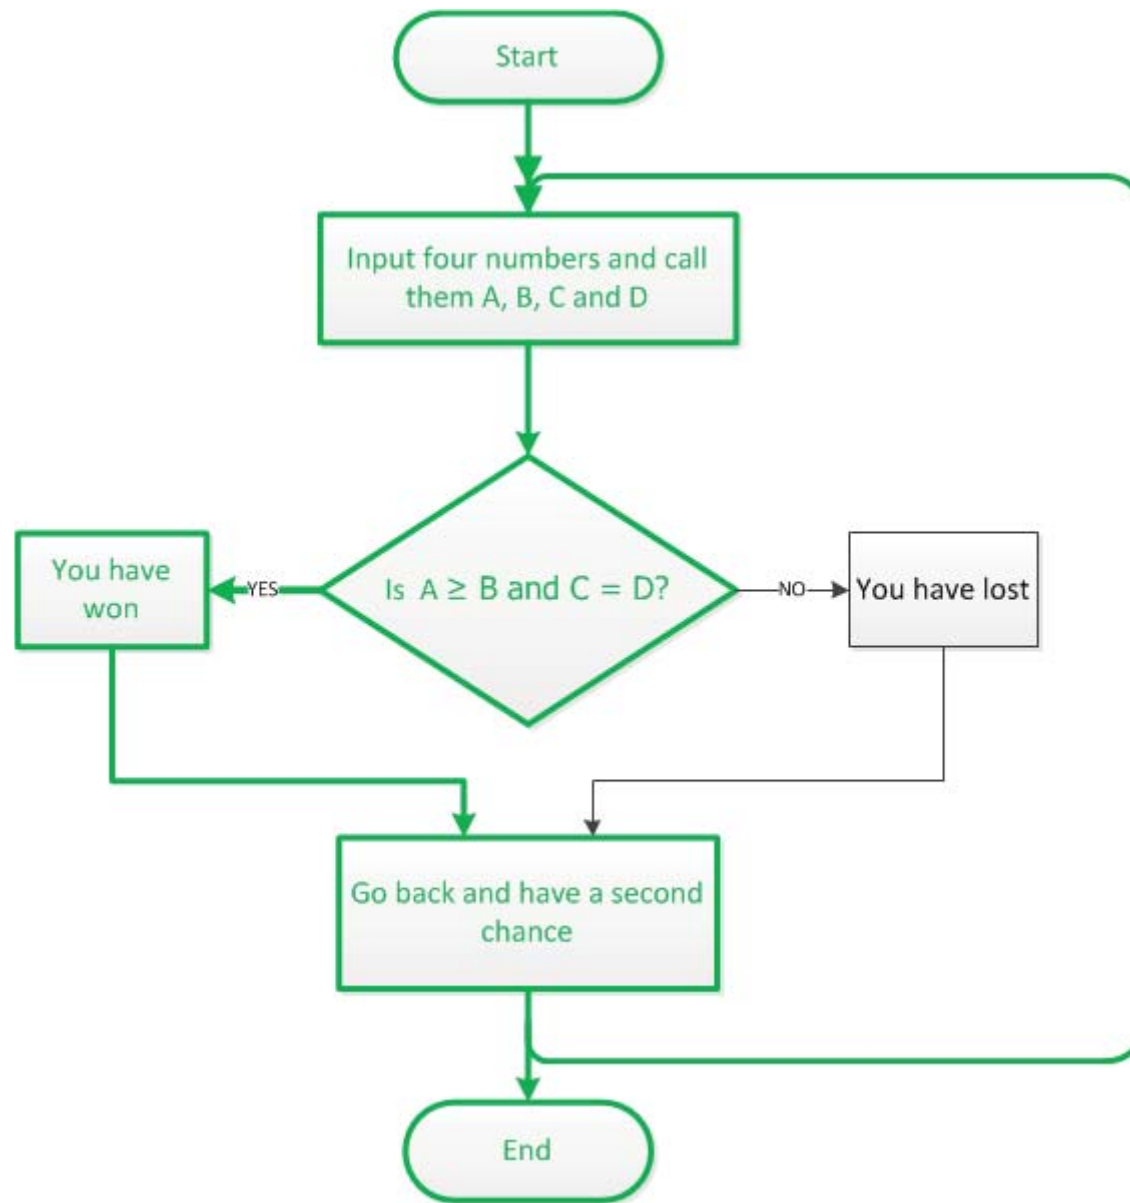 Start
Input four numbers and call
them A, B, C and D
You have
won
YES
Is A ≥ B and C = D?
NO
You have lost
Go back and have a second
chance
End